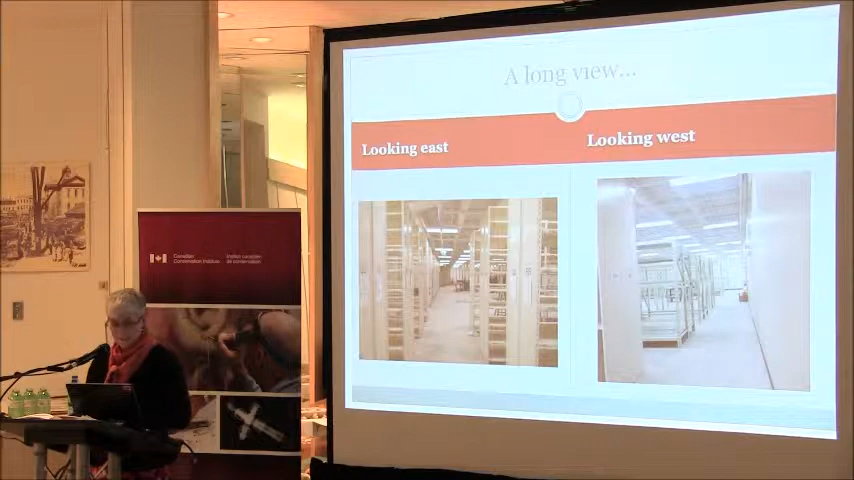 A long view...
Looking east
Looking west
Canadian
Conservation Institute
Institut canadien
de conservation